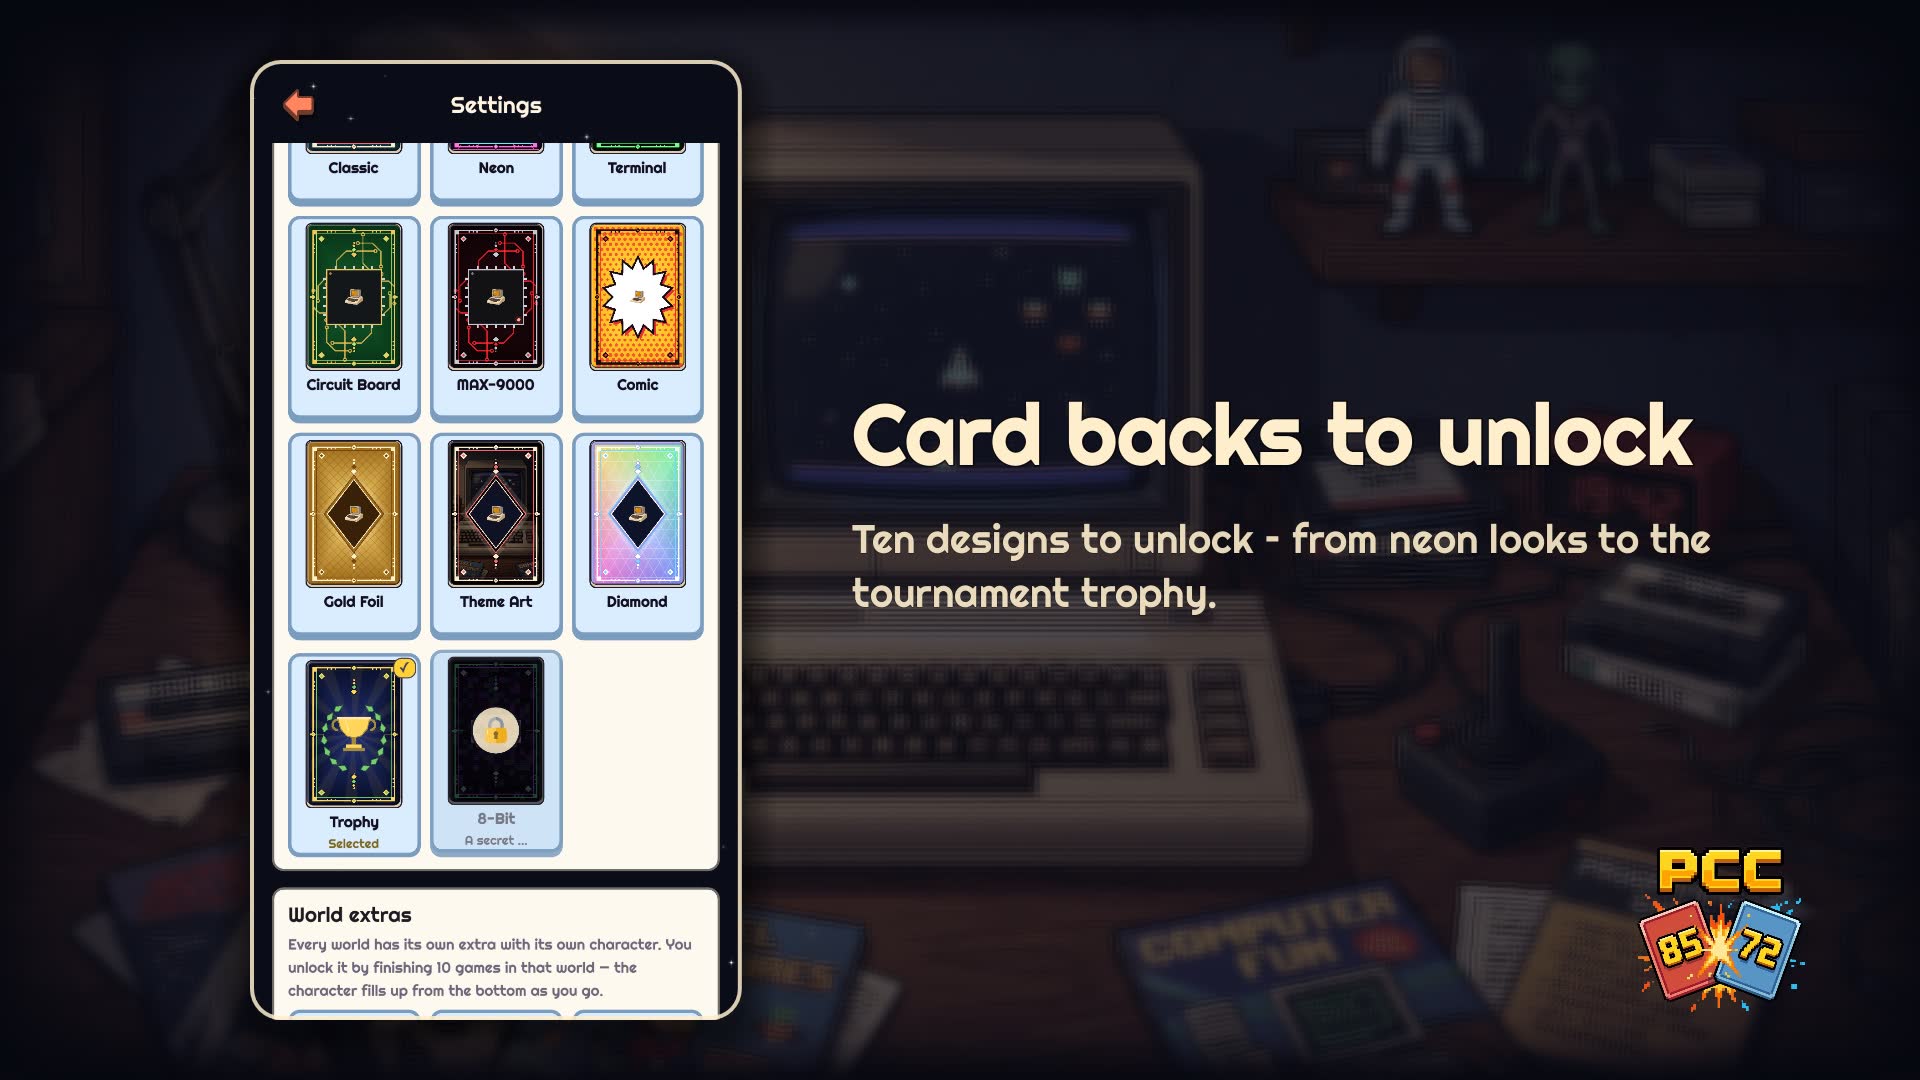 Settings
Classic
Neon
Terminal
Circuit Board
MAX-9000
Comic
Gold Foil
Theme Art
Diamond
Trophy
Selected
8-Bit
A secret ...
World extras
Every world has its own extra with its own character. You
unlock it by finishing 10 games in that world – the
character fills up from the bottom as you go.
Card backs to unlock
Ten designs to unlock - from neon looks to the
tournament trophy.
COMPUTER
FUN
PCC
85
72